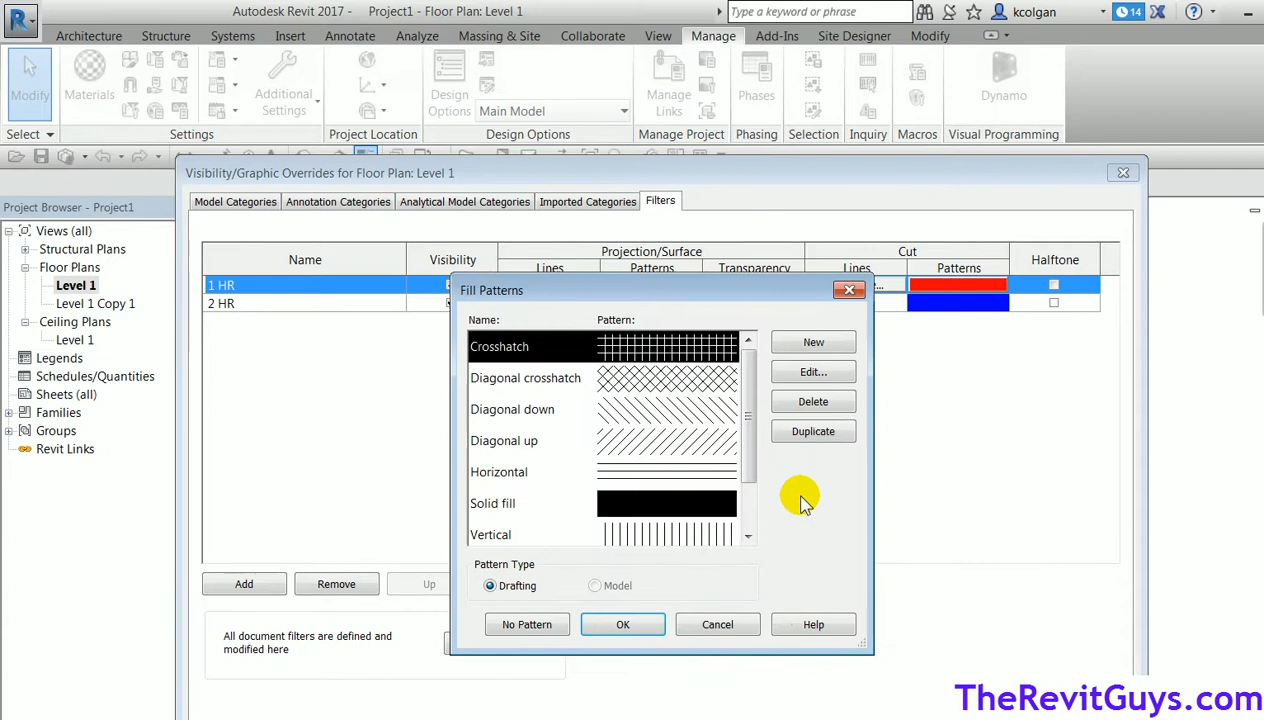 Autodesk Revit 2017 - Project1 - Floor Plan: Level 1
Type a keyword or phrase
kcolgan
14
Architecture Structure Systems Insert Annotate Analyze Massing & Site Collaborate View Manage Add-Ins Site Designer Modify
Modify
Materials
Additional Settings
Design Options
Main Model
Manage Links
Phases
Dynamo
Select
Settings
Project Location
Design Options
Manage Project
Phasing
Selection
Inquiry
Macros
Visual Programming
Visibility/Graphic Overrides for Floor Plan: Level 1
Project Browser - Project1
Views (all)
Structural Plans
Floor Plans
Level 1
Level 1 Copy 1
Ceiling Plans
Level 1
Legends
Schedules/Quantities
Sheets (all)
Families
Groups
Revit Links
Model Categories
Annotation Categories
Analytical Model Categories
Imported Categories
Filters
Name
Visibility
Projection/Surface
Cut
Halftone
Lines
Patterns
Transparency
Lines
Patterns
1 HR
...
2 HR
Fill Patterns
Name:
Pattern:
Crosshatch
Diagonal crosshatch
Diagonal down
Diagonal up
Horizontal
Solid fill
Vertical
New
Edit...
Delete
Duplicate
Pattern Type
Drafting
Model
No Pattern
OK
Cancel
Help
Add
Remove
Up
All document filters are defined and
modified here
TheRevitGuys.com